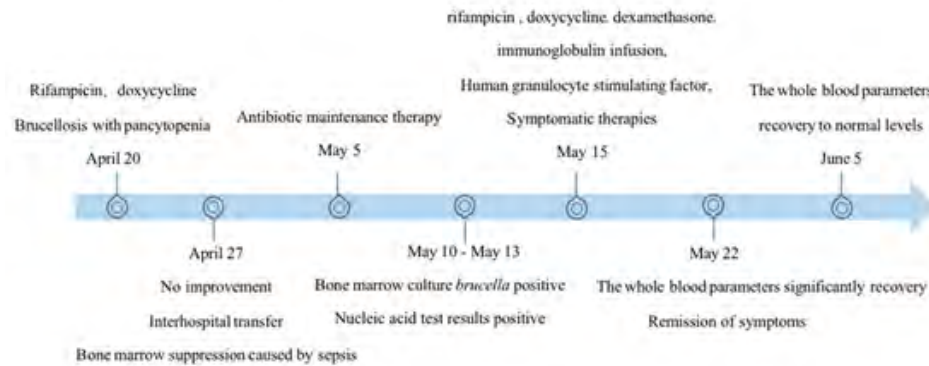 Rifampicin, doxycycline
Brucellosis with pancytopenia
April 20
April 27
No improvement
Interhospital transfer
Bone marrow suppression caused by sepsis
Antibiotic maintenance therapy
May 5
May 10 - May 13
Bone marrow culture brucella positive
Nucleic acid test results positive
rifampicin , doxycycline. dexamethasone.
immunoglobulin infusion,
Human granulocyte stimulating factor,
Symptomatic therapies
May 15
May 22
The whole blood parameters significantly recovery
Remission of symptoms
The whole blood parameters
recovery to normal levels
June 5